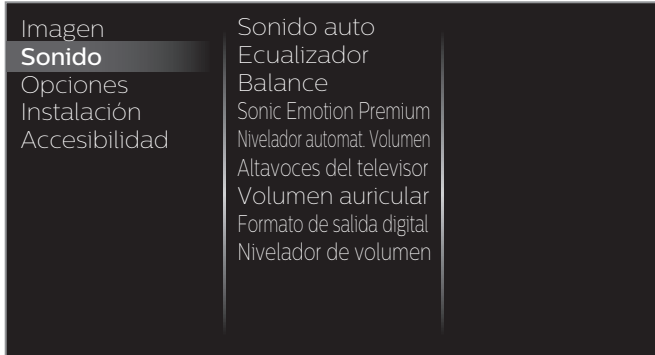 Imagen
Sonido
Opciones
Instalación
Accesibilidad
Sonido auto
Ecualizador
Balance
Sonic Emotion Premium
Nivelador automat. Volumen
Altavoces del televisor
Volumen auricular
Formato de salida digital
Nivelador de volumen